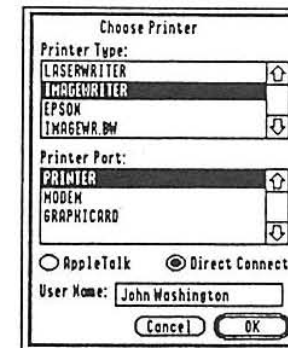 Choose Printer
Printer Type:
LASERWRITER
IMAGEWRITER
EPSON
IMAGEWR.BW
Printer Port:
PRINTER
MODEM
GRAPHICARD
AppleTalk Direct Connect
User Name: John Washington
Cancel OK